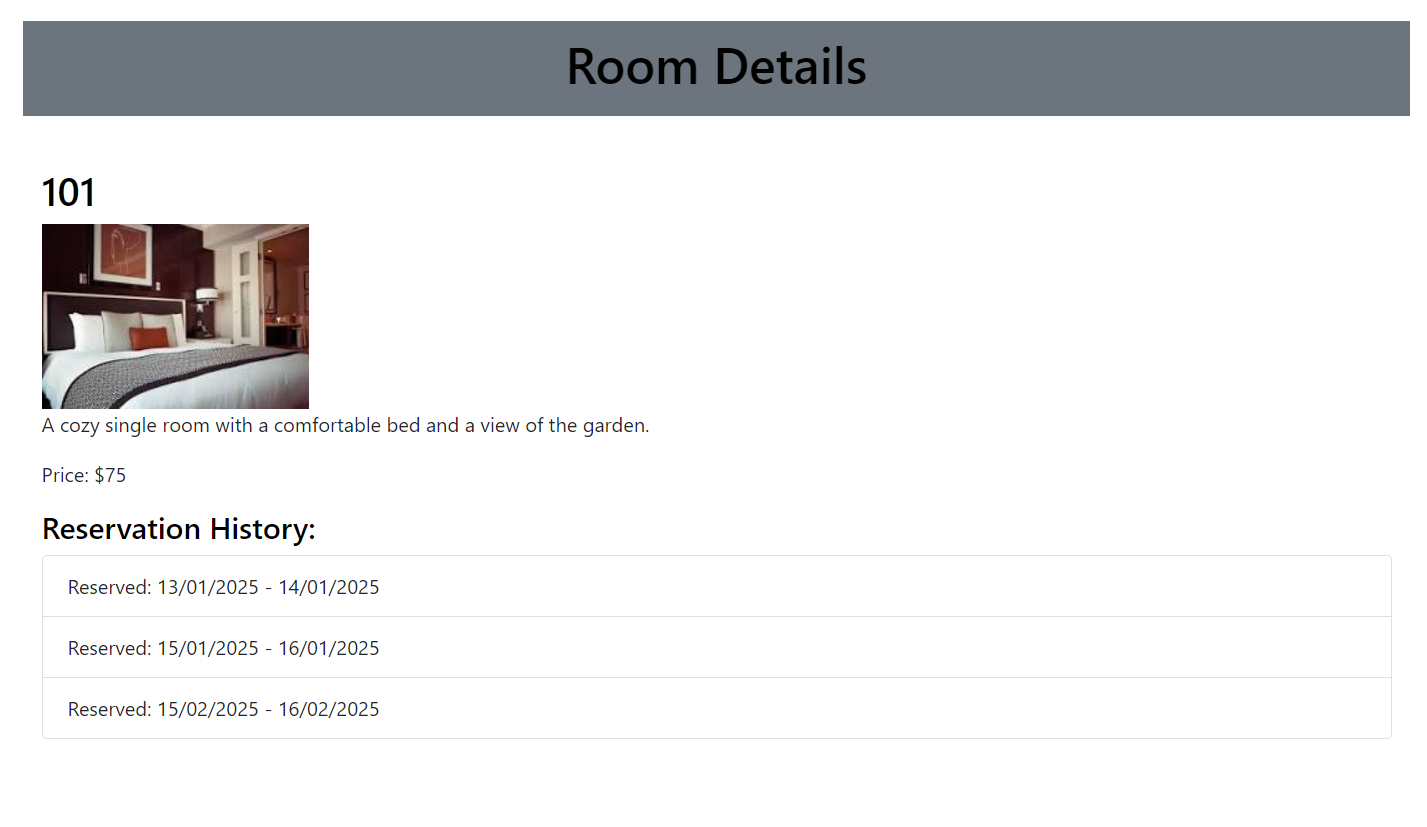 Room Details
101
A cozy single room with a comfortable bed and a view of the garden.
Price: $75
Reservation History:
Reserved: 13/01/2025 - 14/01/2025
Reserved: 15/01/2025 - 16/01/2025
Reserved: 15/02/2025 - 16/02/2025